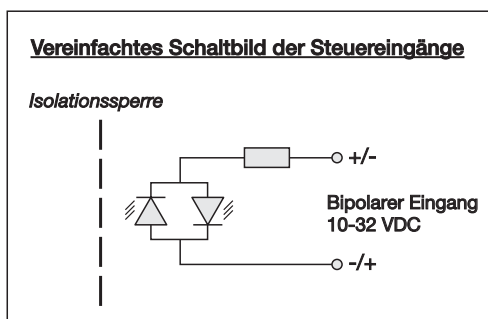 Vereinfachtes Schaltbild der Steuereingänge
Isolationssperre
+/-
Bipolarer Eingang
10-32 VDC
-/+